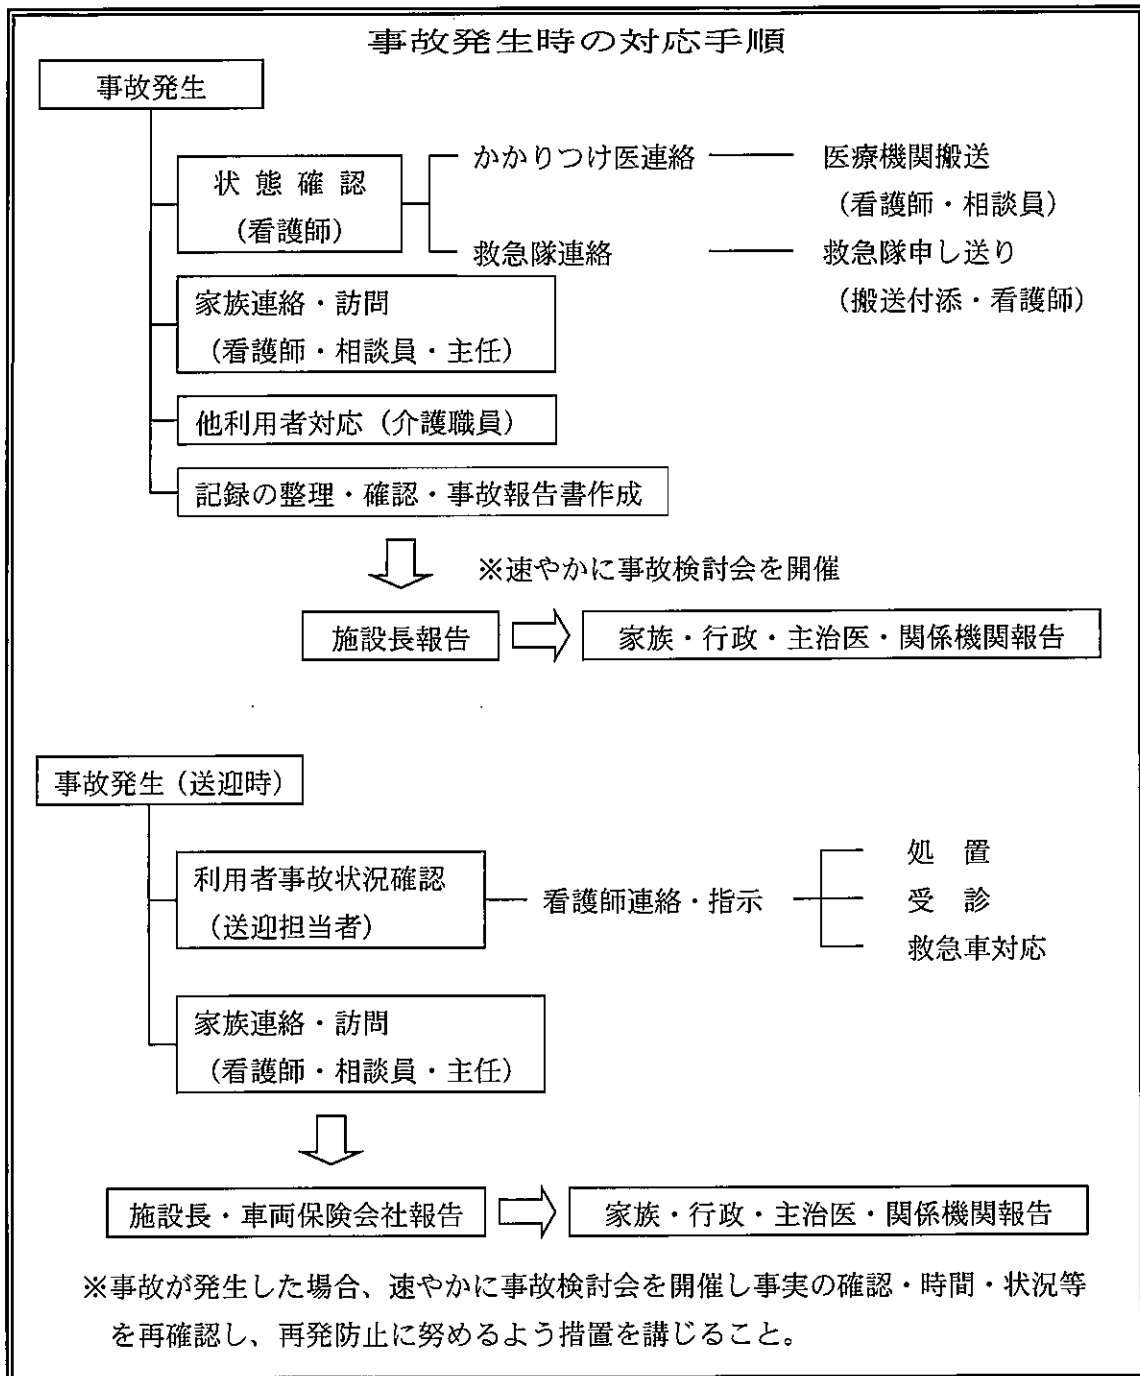 事故発生時の対応手順
事故発生
状態確認
(看護師)
かかりつけ医連絡
医療機関搬送
(看護師・相談員)
救急隊連絡
救急隊申し送り
(搬送付添・看護師)
家族連絡・訪問
(看護師・相談員・主任)
他利用者対応(介護職員)
記録の整理・確認・事故報告書作成
※速やかに事故検討会を開催
施設長報告
家族・行政・主治医・関係機関報告
事故発生(送迎時)
利用者事故状況確認
(送迎担当者)
看護師連絡・指示
処置
受診
救急車対応
家族連絡・訪問
(看護師・相談員・主任)
施設長・車両保険会社報告
家族・行政・主治医・関係機関報告
※事故が発生した場合、速やかに事故検討会を開催し事実の確認・時間・状況等
を再確認し、再発防止に努めるよう措置を講じること。